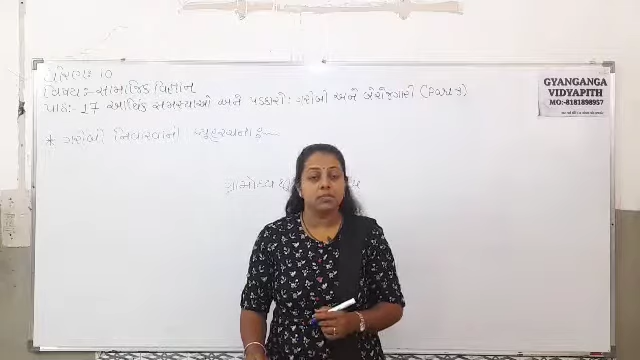 ધોરણ: 10
વિષય:- સામાજિક વિજ્ઞાન
પાઠ:- 17 આર્થિક સમસ્યાઓ અને પડકારો: ગરીબી અને બેરોજગારી (Part 3)
* ગરીબી નિવારવાની વ્યુહરચના:-
GYANGANGA
VIDYAPITH
MO:-8181898957